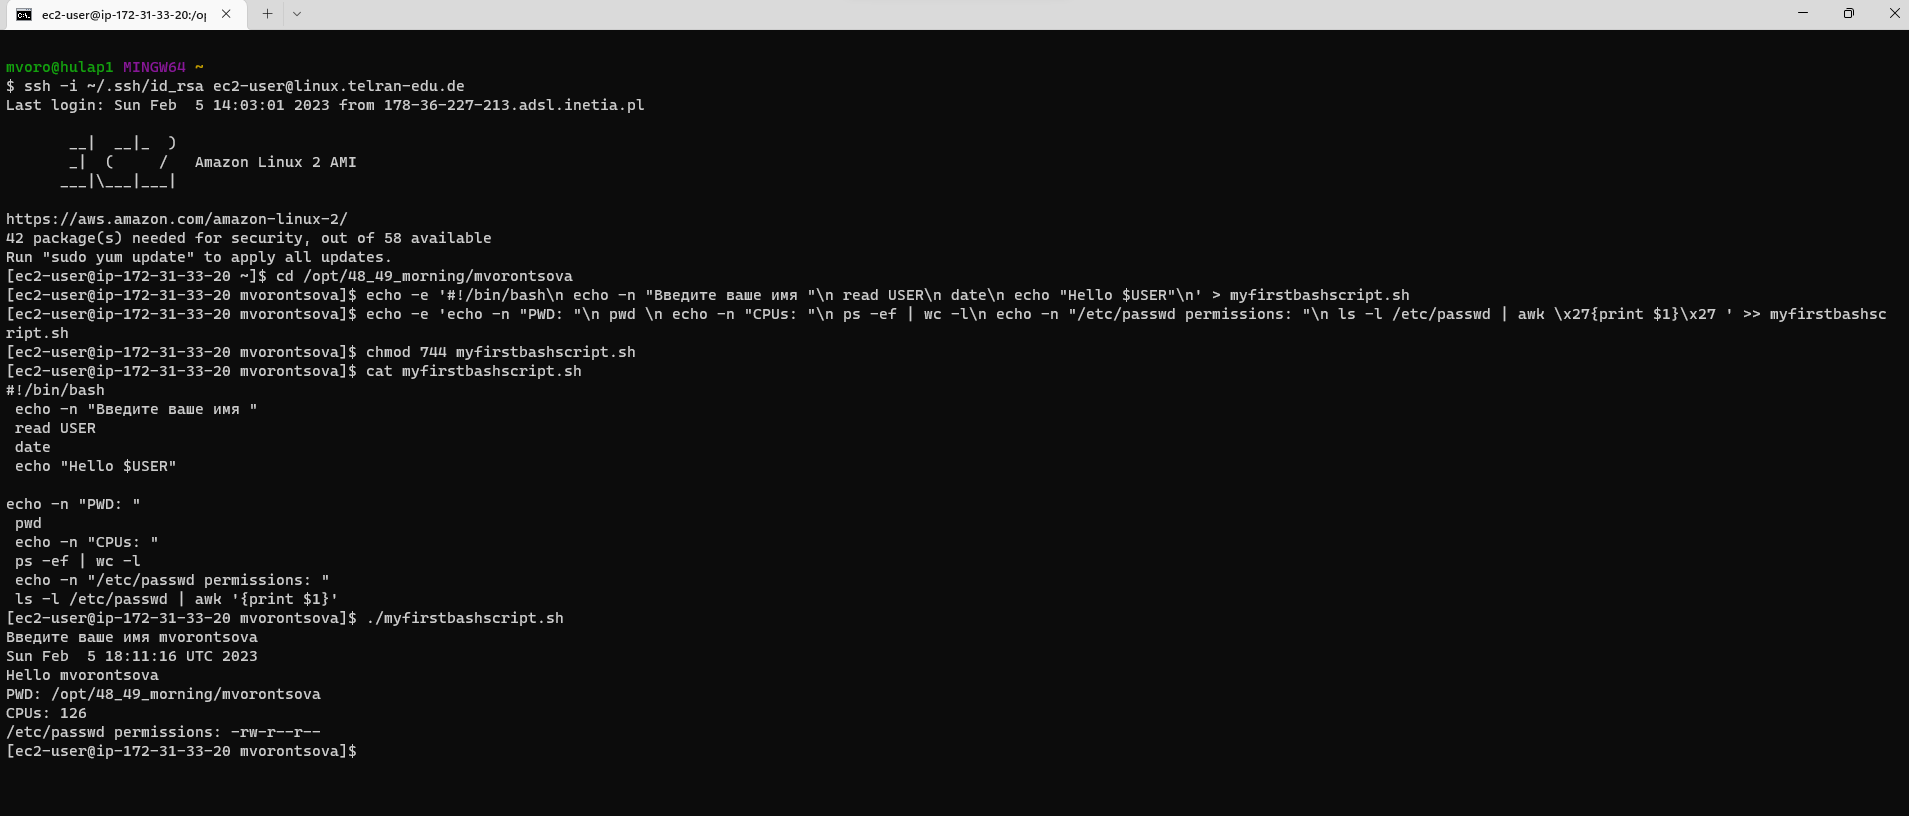 ec2-user@ip-172-31-33-20:/op
mvoro@hulap1 MINGW64 ~
$ ssh -i ~/.ssh/id_rsa ec2-user@linux.telran-edu.de
Last login: Sun Feb  5 14:03:01 2023 from 178-36-227-213.adsl.inetia.pl
       __|  __|_  )
       _|  (     /   Amazon Linux 2 AMI
      ___|\___|___|
https://aws.amazon.com/amazon-linux-2/
42 package(s) needed for security, out of 58 available
Run "sudo yum update" to apply all updates.
[ec2-user@ip-172-31-33-20 ~]$ cd /opt/48_49_morning/mvorontsova
[ec2-user@ip-172-31-33-20 mvorontsova]$ echo -e '#!/bin/bash\n echo -n "Введите ваше имя "\n read USER\n date\n echo "Hello $USER"\n' > myfirstbashscript.sh
[ec2-user@ip-172-31-33-20 mvorontsova]$ echo -e 'echo -n "PWD: "\n pwd \n echo -n "CPUs: "\n ps -ef | wc -l\n echo -n "/etc/passwd permissions: "\n ls -l /etc/passwd | awk \x27{print $1}\x27 ' >> myfirstbashsc
ript.sh
[ec2-user@ip-172-31-33-20 mvorontsova]$ chmod 744 myfirstbashscript.sh
[ec2-user@ip-172-31-33-20 mvorontsova]$ cat myfirstbashscript.sh
#!/bin/bash
 echo -n "Введите ваше имя "
 read USER
 date
 echo "Hello $USER"
echo -n "PWD: "
 pwd
 echo -n "CPUs: "
 ps -ef | wc -l
 echo -n "/etc/passwd permissions: "
 ls -l /etc/passwd | awk '{print $1}'
[ec2-user@ip-172-31-33-20 mvorontsova]$ ./myfirstbashscript.sh
Введите ваше имя mvorontsova
Sun Feb  5 18:11:16 UTC 2023
Hello mvorontsova
PWD: /opt/48_49_morning/mvorontsova
CPUs: 126
/etc/passwd permissions: -rw-r--r--
[ec2-user@ip-172-31-33-20 mvorontsova]$